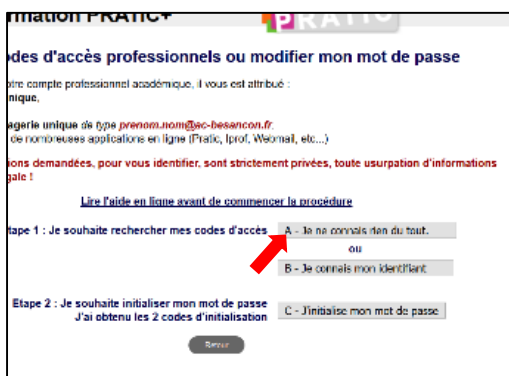 rmation PRATIC+
PRATIC
odes d'accès professionnels ou modifier mon mot de passe
otre compte professionnel académique, il vous est attribué :
nique,
agerie unique de type prenom.nom@ac-besancon.fr.
de nombreuses applications en ligne (Pratic, Iprof, Webmail, etc...)
ions demandées, pour vous identifier, sont strictement privées, toute usurpation d'informations
gale !
Lire l'aide en ligne avant de commencer la procédure
tape 1 : Je souhaite rechercher mes codes d'accès
A - Je ne connais rien du tout.
ou
B - Je connais mon identifiant
Etape 2 : Je souhaite initialiser mon mot de passe
J'ai obtenu les 2 codes d'initialisation
C - J'initialise mon mot de passe
Retour